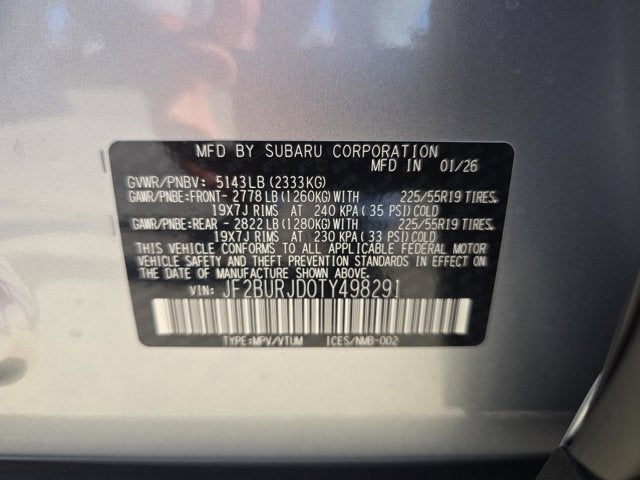 MFD BY SUBARU CORPORATION
MFD IN 01/26
GVWR/PNBV: 5143LB (2333KG)
GAWR/PNBE:FRONT- 2778 LB (1260KG) WITH 225/55R19 TIRES,
19X7J RIMS AT 240 KPA (35 PSI) COLD
GAWR/PNBE:REAR - 2822 LB (1280KG) WITH 225/55R19 TIRES,
19X7J RIMS AT 230 KPA (33 PSI) COLD
THIS VEHICLE CONFORMS TO ALL APPLICABLE FEDERAL MOTOR
VEHICLE SAFETY AND THEFT PREVENTION STANDARDS IN EFFECT
ON THE DATE OF MANUFACTURE SHOWN ABOVE.
VIN: JF2BURJD0TY498291
TYPE:MPV/VTUM ICES/NMB-002